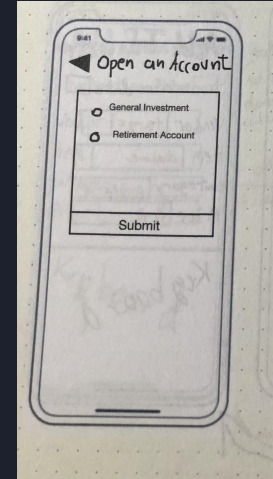 9:41
Open an Account
General Investment
Retirement Account
Submit